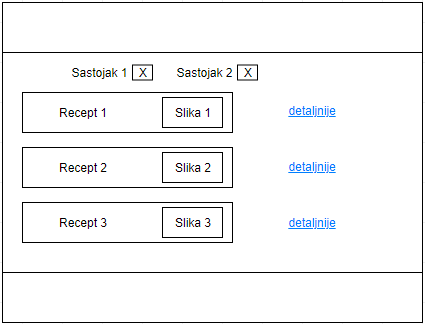 Sastojak 1 X Sastojak 2 X
Recept 1 Slika 1 detaljnije
Recept 2 Slika 2 detaljnije
Recept 3 Slika 3 detaljnije